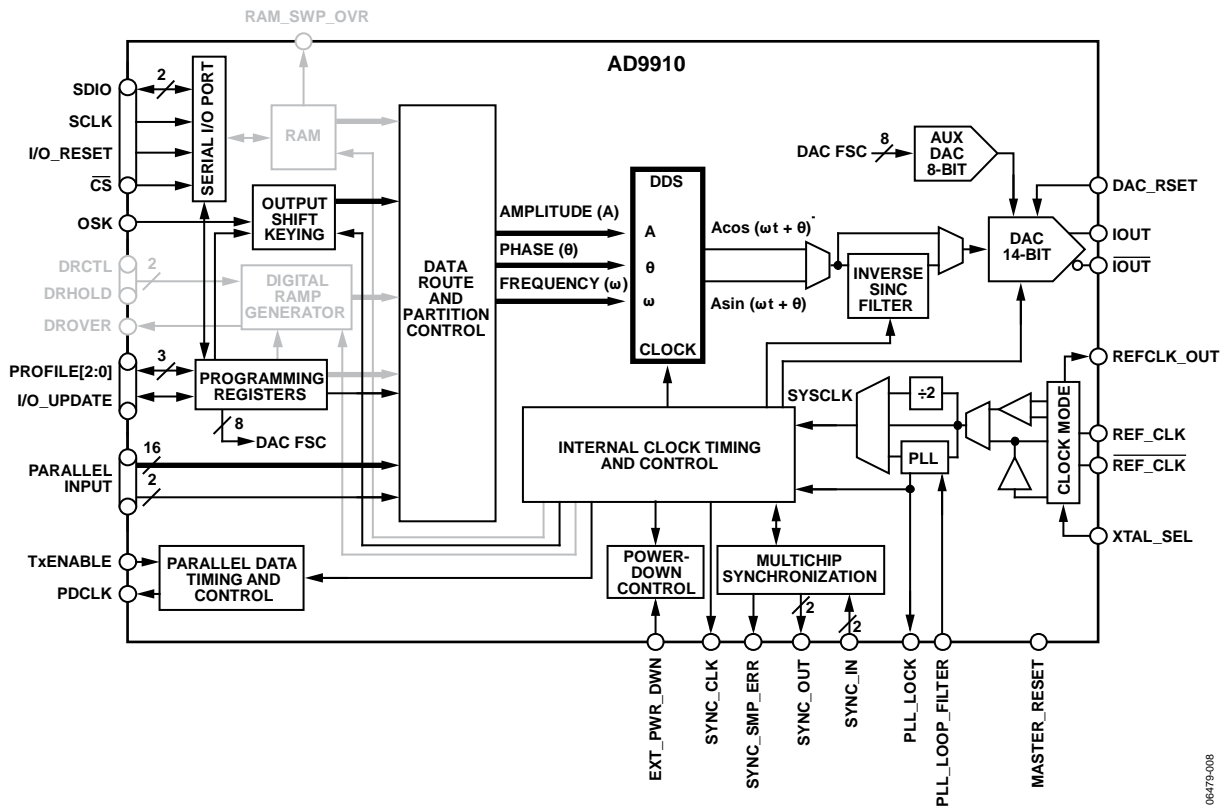 RAM_SWP_OVR
AD9910
2
SDIO
SCLK
I/O_RESET
CS
SERIAL I/O PORT
RAM
OSK
OUTPUT
SHIFT
KEYING
DRCTL
2
DRHOLD
DROVER
DIGITAL
RAMP
GENERATOR
PROFILE[2:0]
3
I/O_UPDATE
PROGRAMMING
REGISTERS
8
DAC FSC
PARALLEL
INPUT
16
2
TxENABLE
PDCLK
PARALLEL DATA
TIMING AND
CONTROL
DATA
ROUTE
AND
PARTITION
CONTROL
AMPLITUDE (A)
PHASE (θ)
FREQUENCY (ω)
DDS
A
θ
ω
CLOCK
Acos (ωt + θ)
Asin (ωt + θ)
INVERSE
SINC
FILTER
DAC FSC
8
AUX
DAC
8-BIT
DAC
14-BIT
DAC_RSET
IOUT
IOUT
REFCLK_OUT
REF_CLK
REF_CLK
XTAL_SEL
CLOCK MODE
SYSCLK
÷2
PLL
INTERNAL CLOCK TIMING
AND CONTROL
POWER-
DOWN
CONTROL
MULTICHIP
SYNCHRONIZATION
2
2
EXT_PWR_DWN
SYNC_CLK
SYNC_SMP_ERR
SYNC_OUT
SYNC_IN
PLL_LOCK
PLL_LOOP_FILTER
MASTER_RESET
06479-008